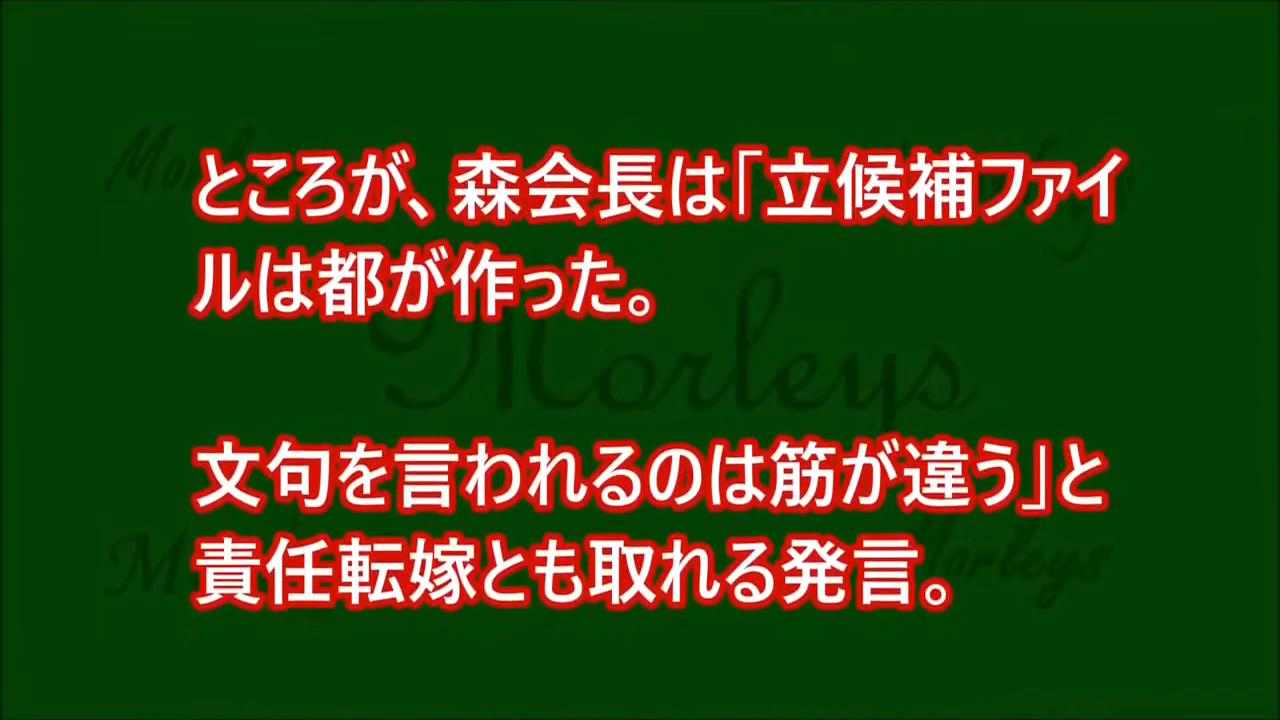 ところが、森会長は「立候補ファイ
ルは都が作った。
Morleys
文句を言われるのは筋が違う」と
責任転嫁とも取れる発言。
Morleys